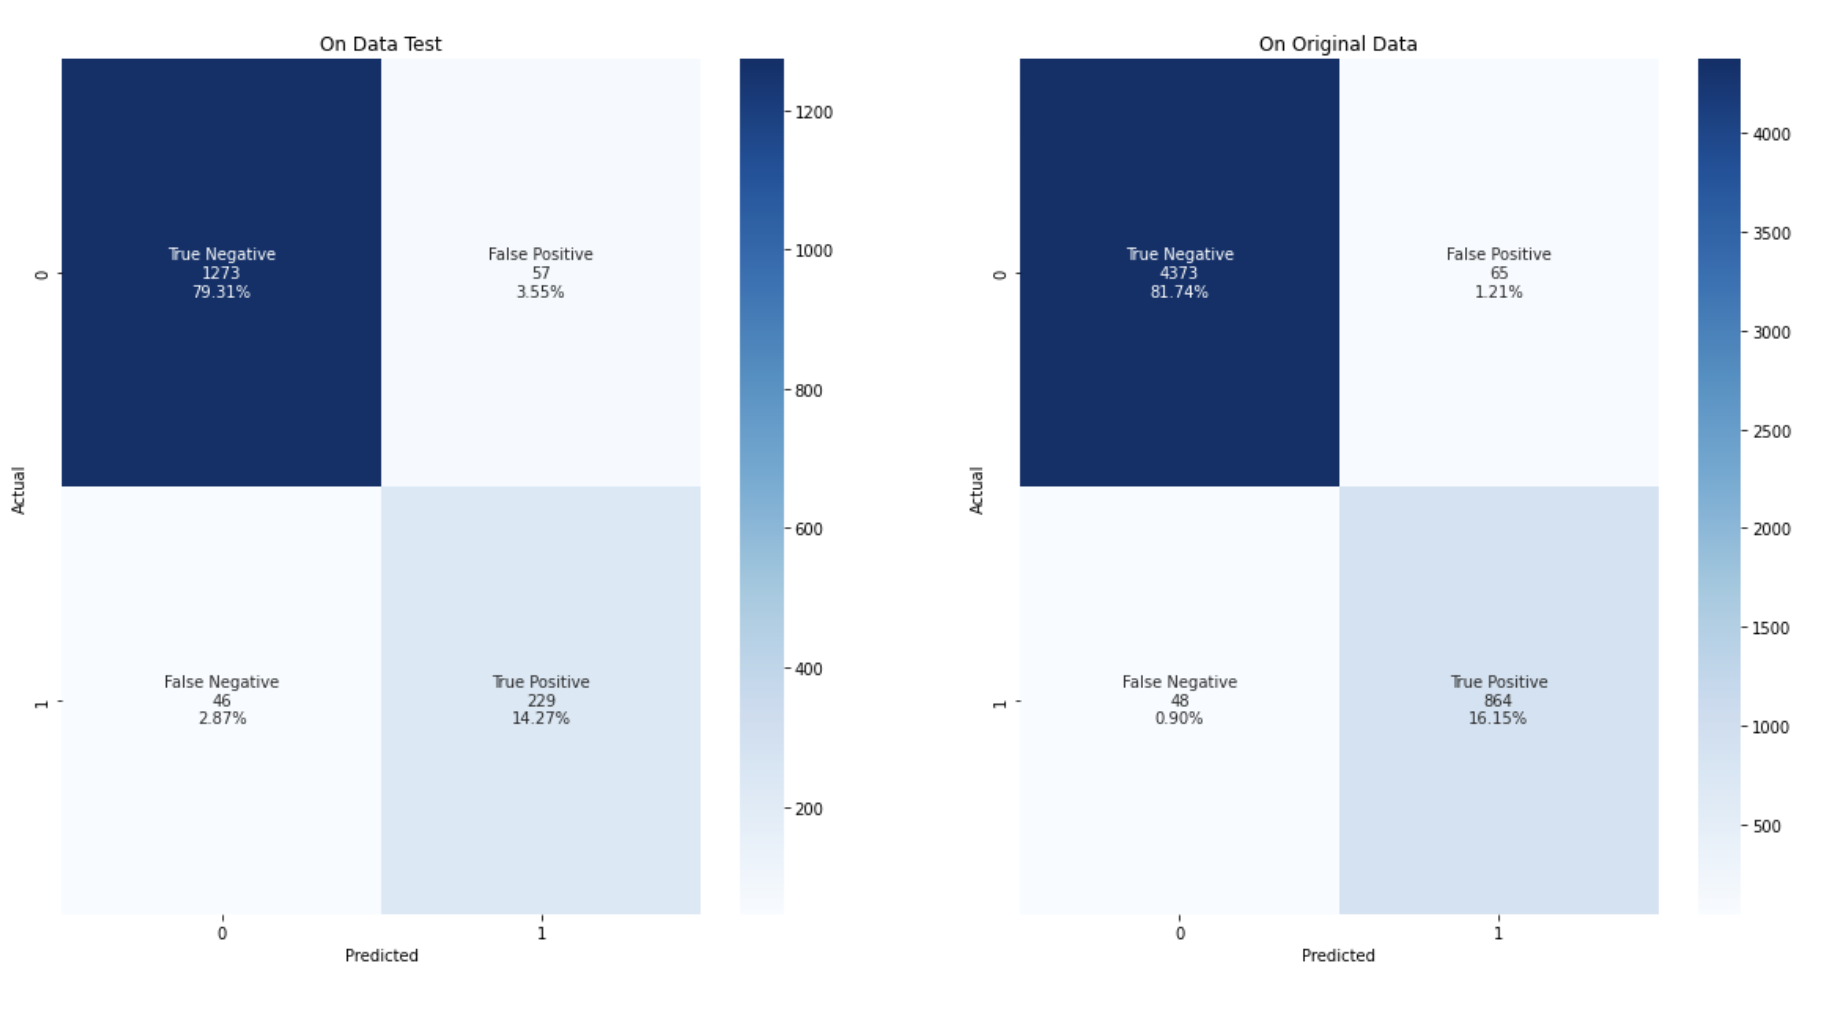 On Data Test
True Negative
1273
79.31%
False Positive
57
3.55%
False Negative
46
2.87%
True Positive
229
14.27%
0
1
Actual
0
1
Predicted
1200
1000
800
600
400
200
On Original Data
True Negative
4373
81.74%
False Positive
65
1.21%
False Negative
48
0.90%
True Positive
864
16.15%
0
1
Actual
0
1
Predicted
4000
3500
3000
2500
2000
1500
1000
500